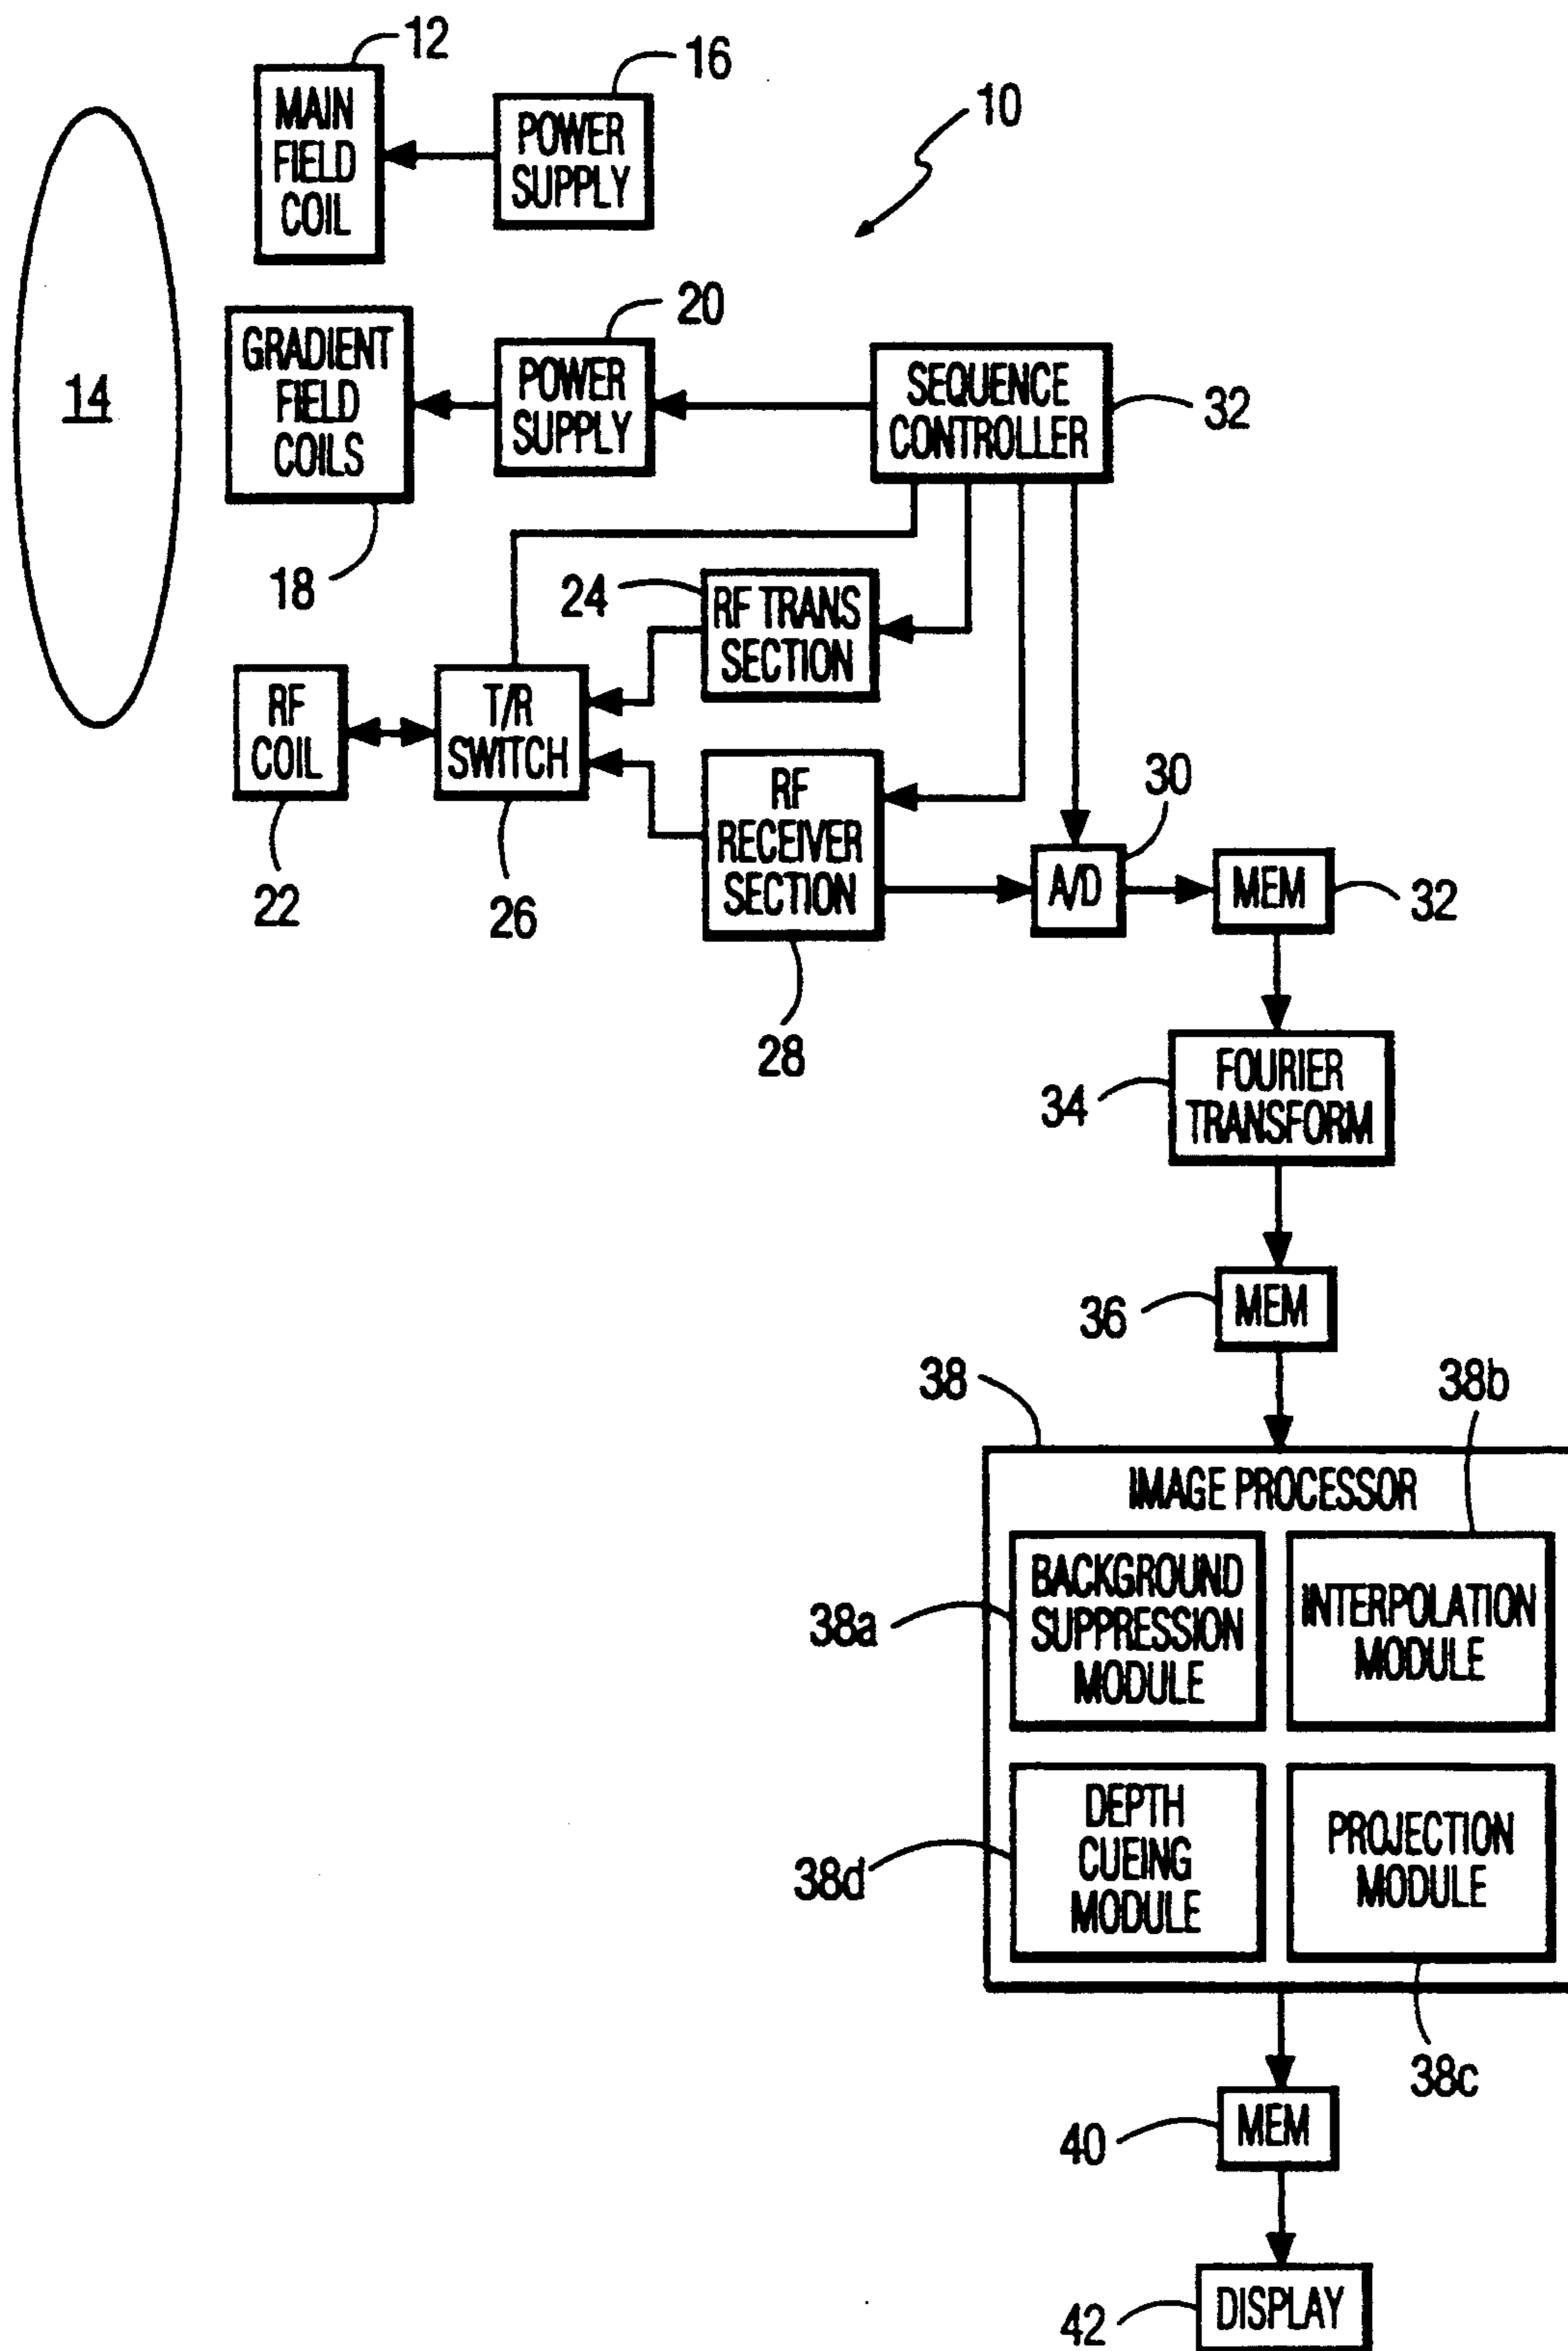 12
16
10
MAIN
FIELD
COIL
POWER
SUPPLY
14
20
GRADIENT
FIELD
COILS
POWER
SUPPLY
SEQUENCE
CONTROLLER
32
18
24
RF TRANS
SECTION
RF
COIL
T/R
SWITCH
22
26
RF
RECEIVER
SECTION
28
30
A/D
MEM
32
34
FOURIER
TRANSFORM
36
MEM
38
38b
IMAGE PROCESSOR
38a
BACKGROUND
SUPPRESSION
MODULE
INTERPOLATION
MODULE
38d
DEPTH
CUEING
MODULE
PROJECTION
MODULE
38c
40
MEM
42
DISPLAY